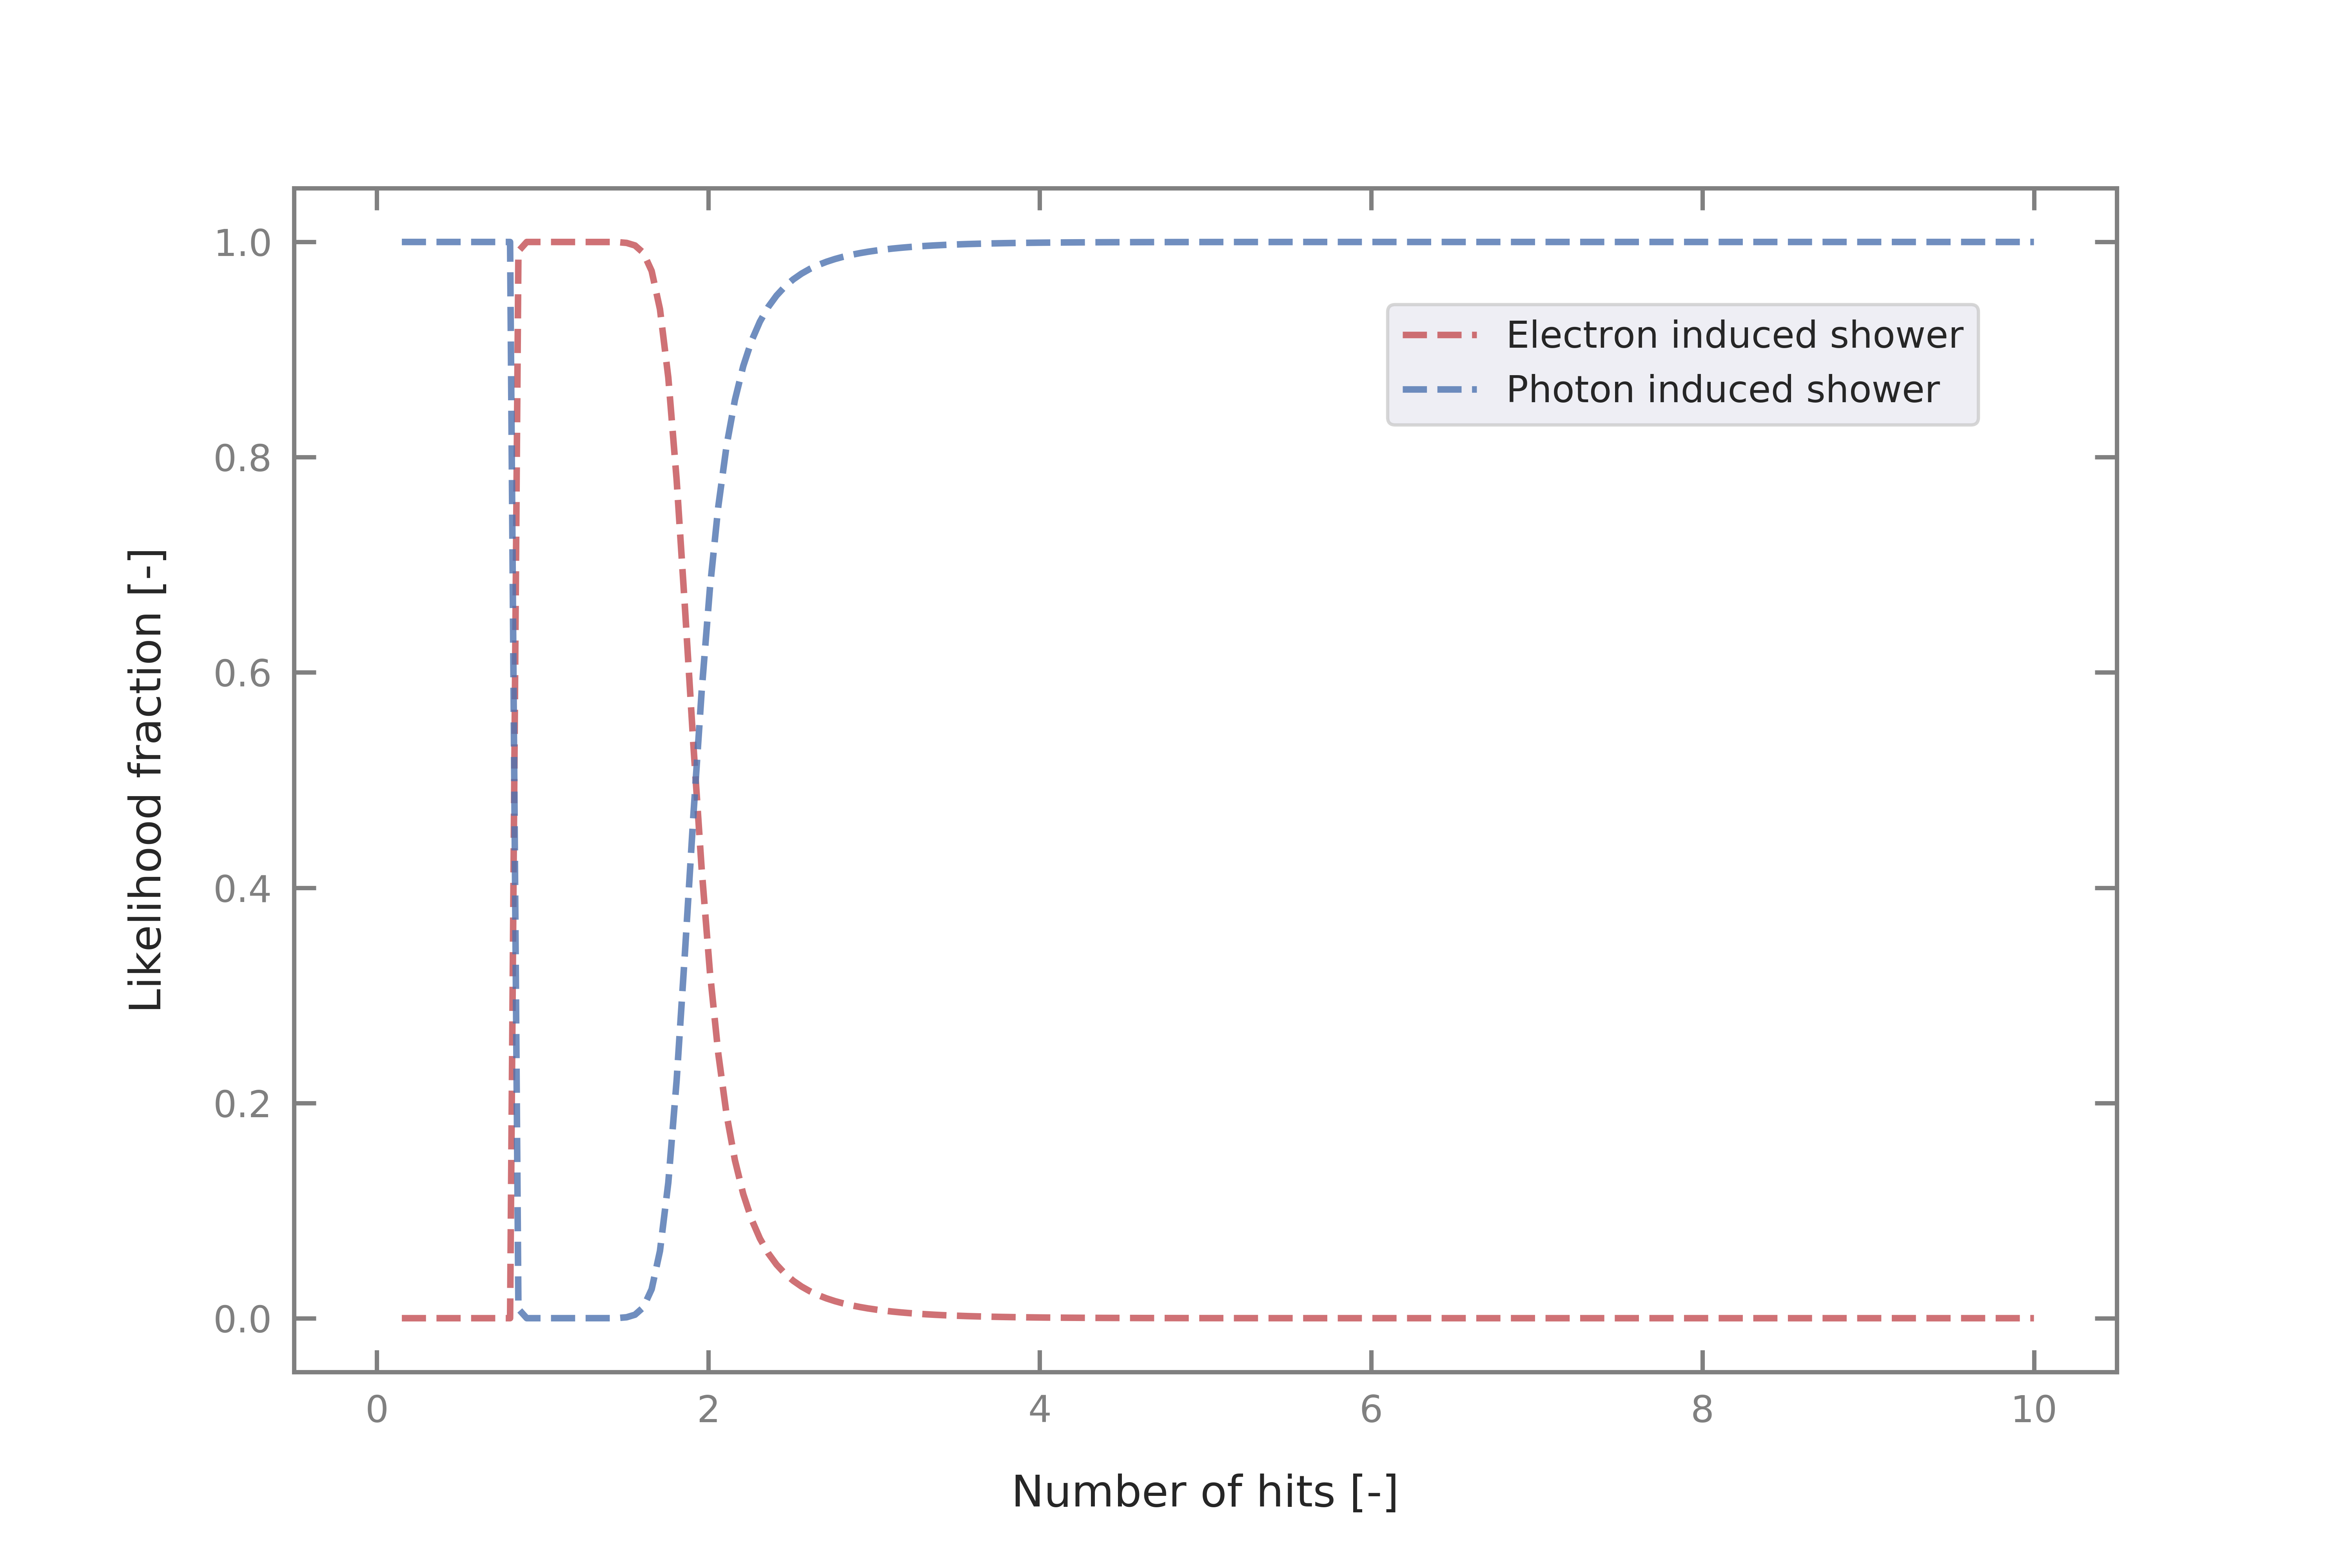 1.0
0.8
0.6
0.4
0.2
0.0
Likelihood fraction [-]
Electron induced shower
Photon induced shower
0 2 4 6 8 10
Number of hits [-]